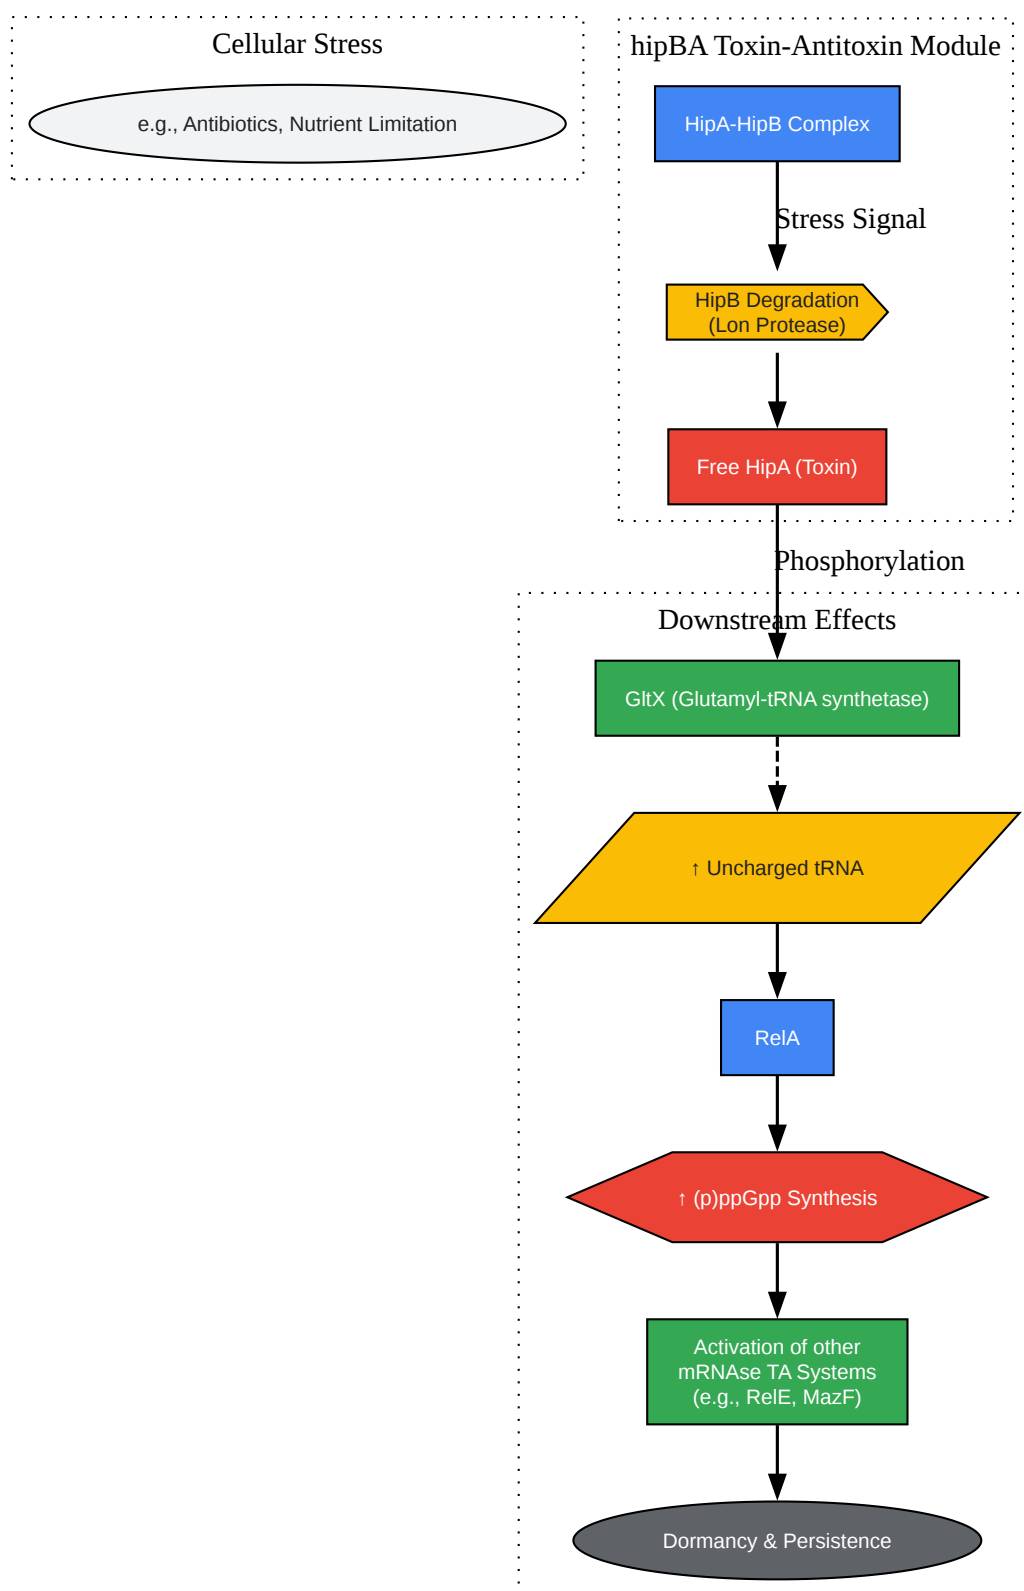 Cellular Stress
e.g., Antibiotics, Nutrient Limitation
hipBA Toxin-Antitoxin Module
HipA-HipB Complex
Stress Signal
HipB Degradation
(Lon Protease)
Free HipA (Toxin)
Phosphorylation
Downstream Effects
GltX (Glutamyl-tRNA synthetase)
↑ Uncharged tRNA
RelA
↑ (p)ppGpp Synthesis
Activation of other
mRNAse TA Systems
(e.g., RelE, MazF)
Dormancy & Persistence